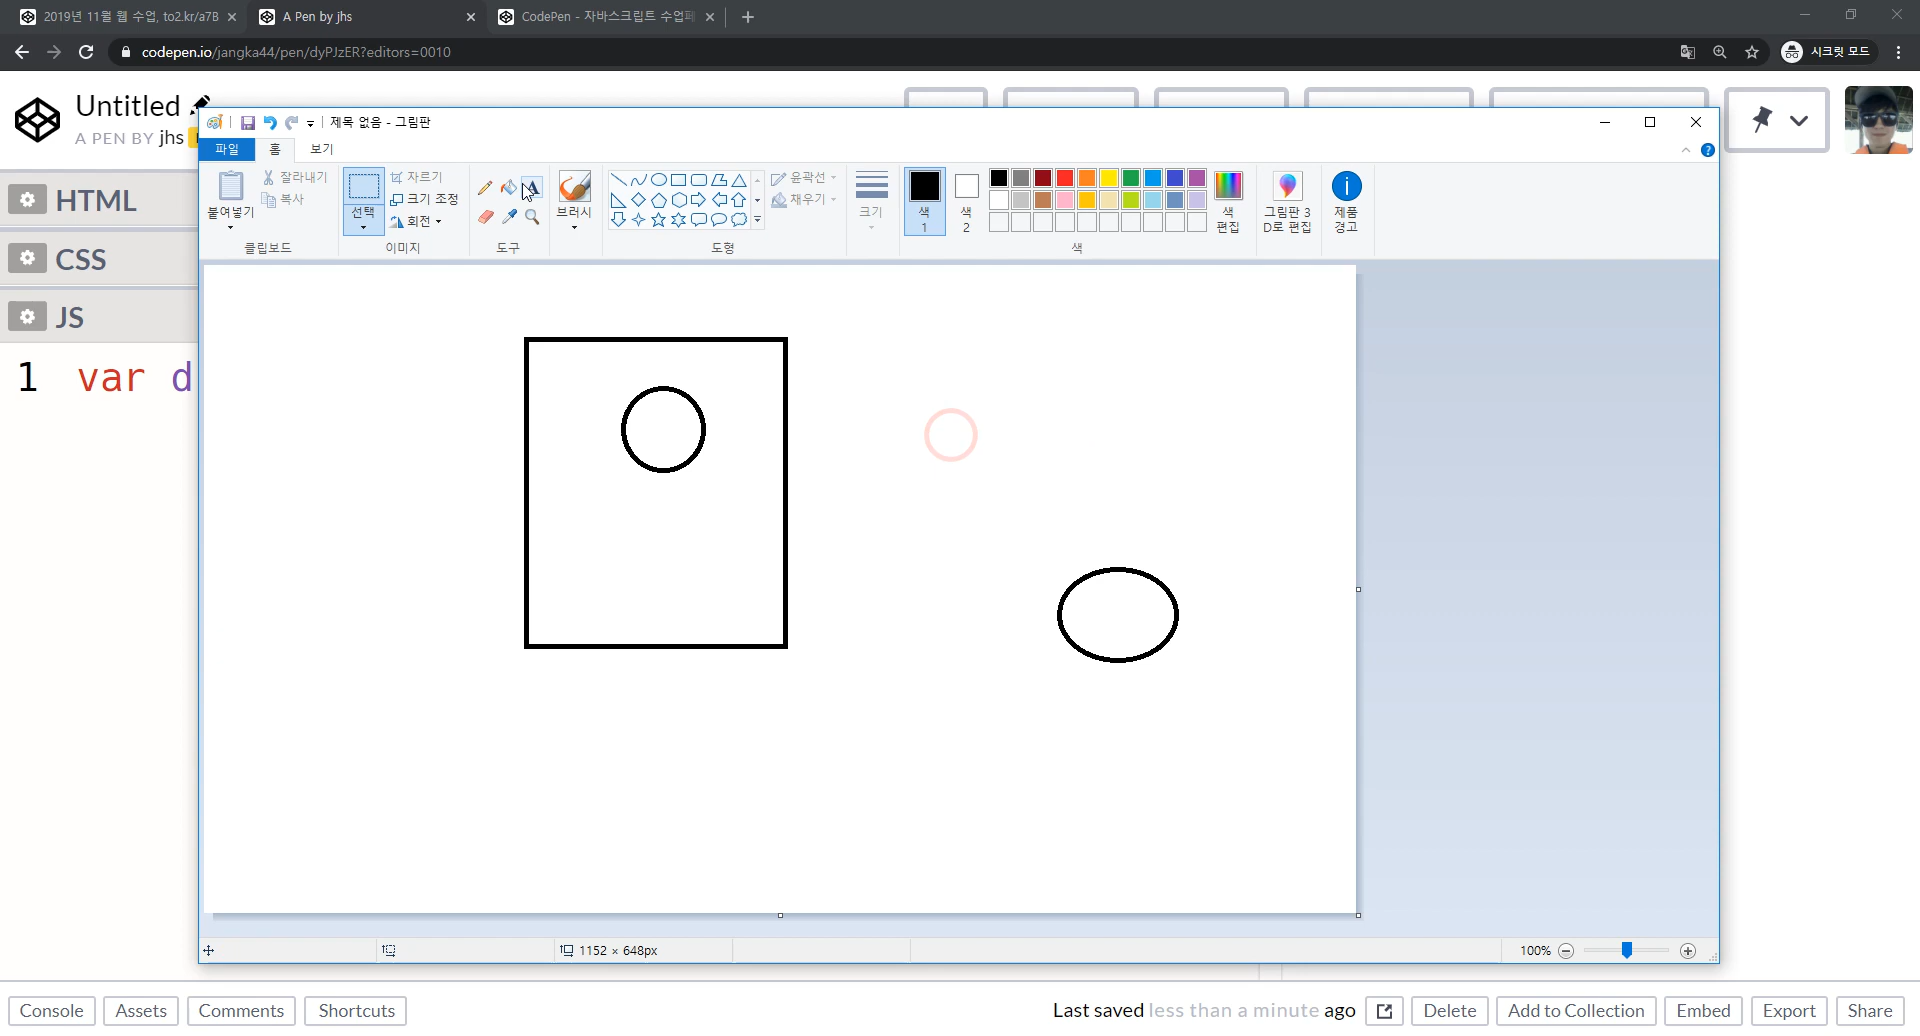 2019년 11월 웹 수업, to2.kr/a7B
A Pen by jhs
CodePen - 자바스크립트 수업
codepen.io/jangka44/pen/dyPJzER?editors=0010
시크릿 모드
Untitled
A PEN BY jhs
제목 없음 - 그림판
파일 홈 보기
붙여넣기
잘라내기
복사
클립보드
선택
자르기
크기 조정
회전
이미지
A
도구
브러시
도형
윤곽선
채우기
크기
색
1
색
2
색
편집
색
그림판 3
D로 편집
제품
경고
HTML
CSS
JS
1 var d
1152 × 648px
100%
Console Assets Comments Shortcuts
Last saved less than a minute ago
Delete Add to Collection Embed Export Share